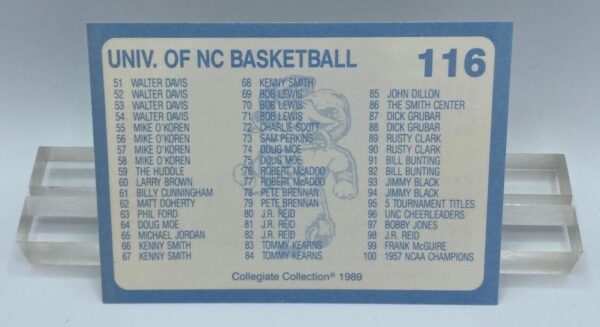 UNIV. OF NC BASKETBALL 116
51 WALTER DAVIS
52 WALTER DAVIS
53 WALTER DAVIS
54 WALTER DAVIS
55 MIKE O'KOREN
56 MIKE O'KOREN
57 MIKE O'KOREN
58 MIKE O'KOREN
59 THE HUDDLE
60 LARRY BROWN
61 BILLY CUNNINGHAM
62 MATT DOHERTY
63 PHIL FORD
64 DOUG MOE
65 MICHAEL JORDAN
66 KENNY SMITH
67 KENNY SMITH
68 KENNY SMITH
69 BOB LEWIS
70 BOB LEWIS
71 BOB LEWIS
72 CHARLIE SCOTT
73 SAM PERKINS
74 DOUG MOE
75 DOUG MOE
76 ROBERT McADOO
77 ROBERT McADOO
78 PETE BRENNAN
79 PETE BRENNAN
80 J.R. REID
81 J.R. REID
82 J.R. REID
83 TOMMY KEARNS
84 TOMMY KEARNS
85 JOHN DILLON
86 THE SMITH CENTER
87 DICK GRUBAR
88 DICK GRUBAR
89 RUSTY CLARK
90 RUSTY CLARK
91 BILL BUNTING
92 BILL BUNTING
93 JIMMY BLACK
94 JIMMY BLACK
95 5 TOURNAMENT TITLES
96 UNC CHEERLEADERS
97 BOBBY JONES
98 J.R. REID
99 FRANK McGUIRE
100 1957 NCAA CHAMPIONS
Collegiate Collection® 1989